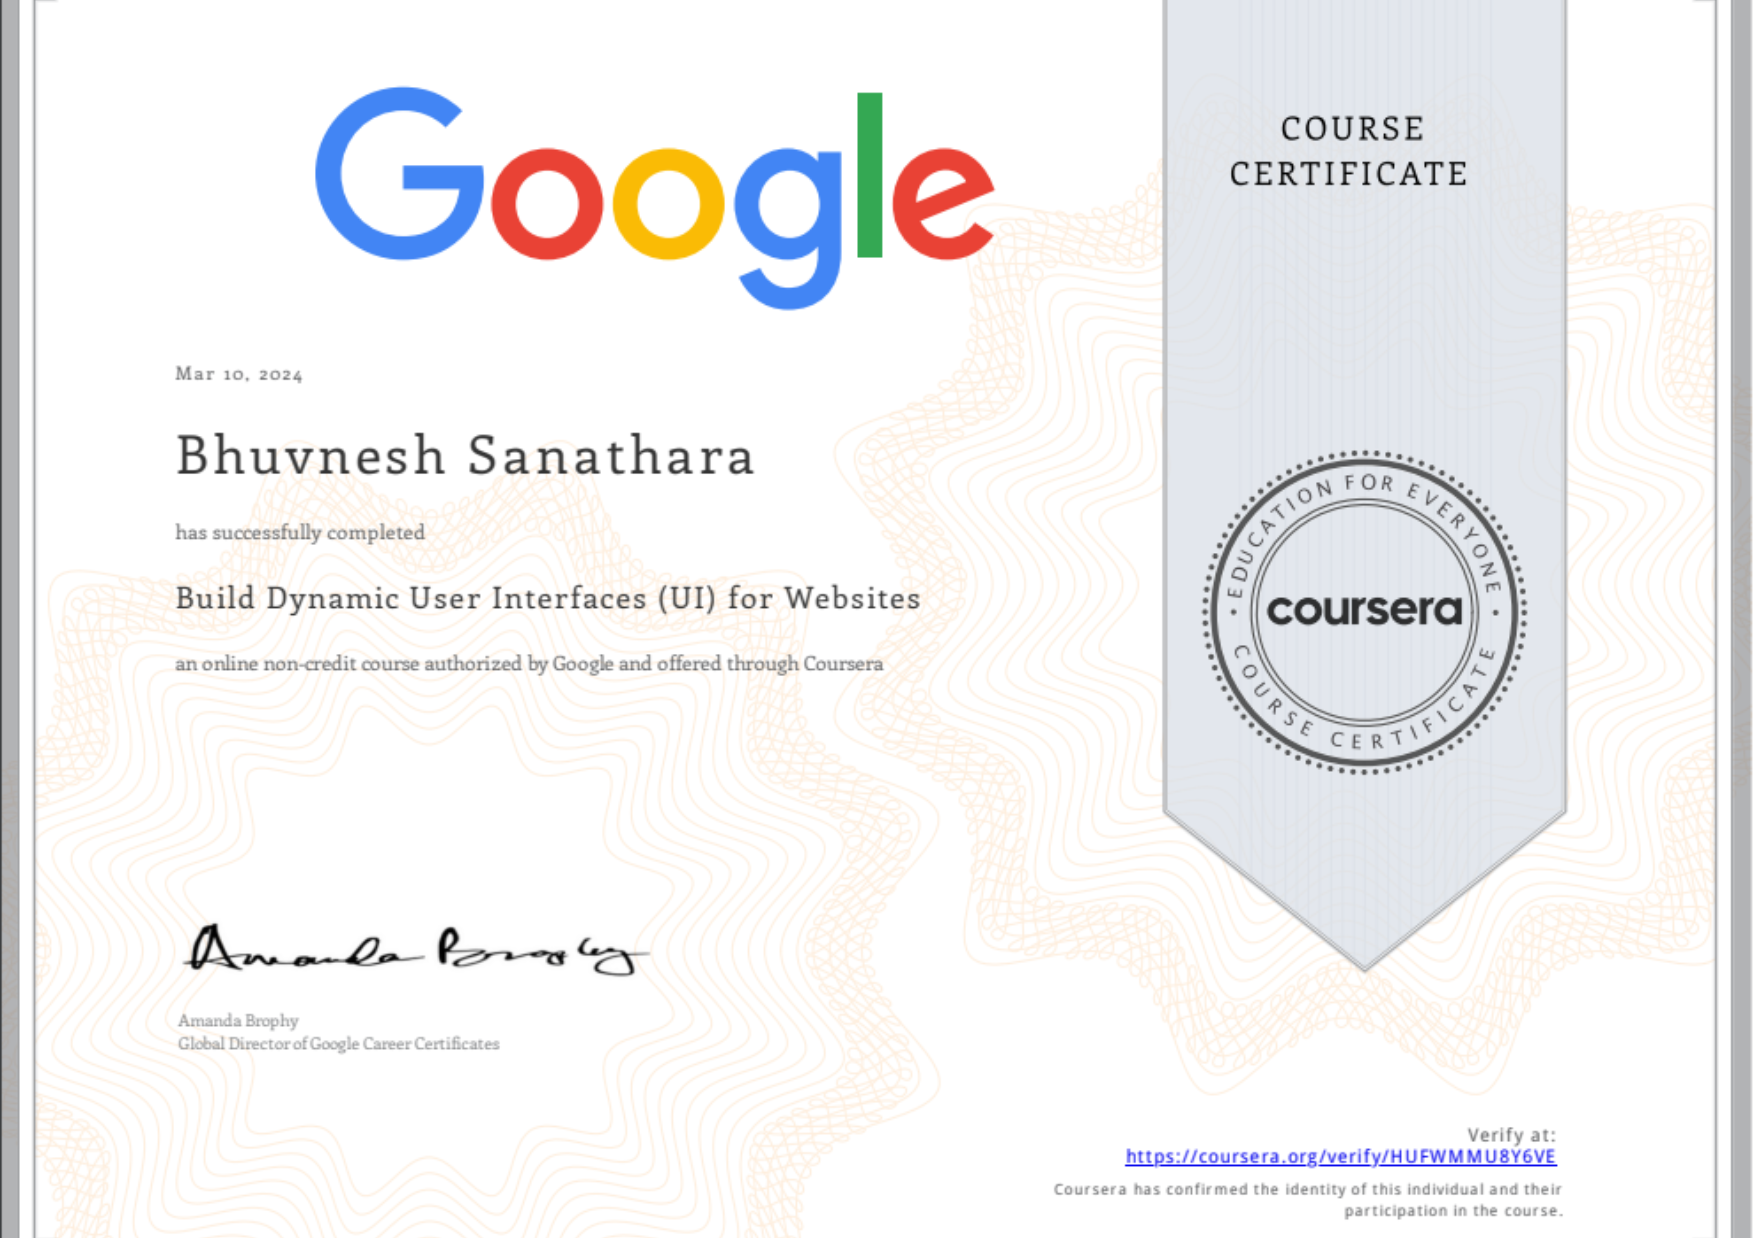 Google
COURSE
CERTIFICATE
Mar 10, 2024
Bhuvnesh Sanathara
has successfully completed
Build Dynamic User Interfaces (UI) for Websites
an online non-credit course authorized by Google and offered through Coursera
EDUCATION FOR EVERYONE
coursera
COURSE CERTIFICATE
Amanda Brophy
Amanda Brophy
Global Director of Google Career Certificates
Verify at:
https://coursera.org/verify/HUFWMMU8Y6VE
Coursera has confirmed the identity of this individual and their
participation in the course.